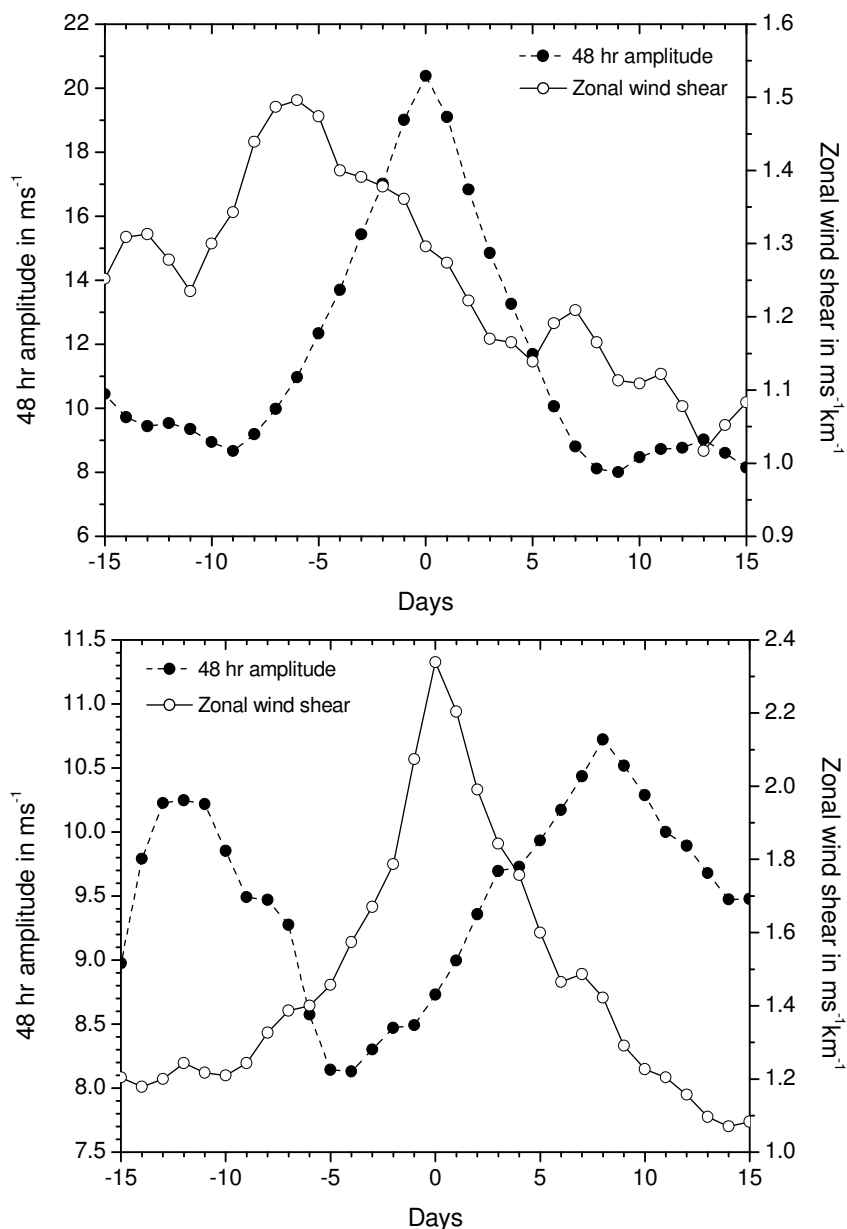 22
20
18
16
14
12
10
8
6
48 hr amplitude in ms⁻¹
48 hr amplitude
Zonal wind shear
1.6
1.5
1.4
1.3
1.2
1.1
1.0
0.9
Zonal wind shear in ms⁻¹km⁻¹
-15 -10 -5 0 5 10 15
Days
11.5
11.0
10.5
10.0
9.5
9.0
8.5
8.0
7.5
48 hr amplitude in ms⁻¹
48 hr amplitude
Zonal wind shear
2.4
2.2
2.0
1.8
1.6
1.4
1.2
1.0
Zonal wind shear in ms⁻¹km⁻¹
-15 -10 -5 0 5 10 15
Days